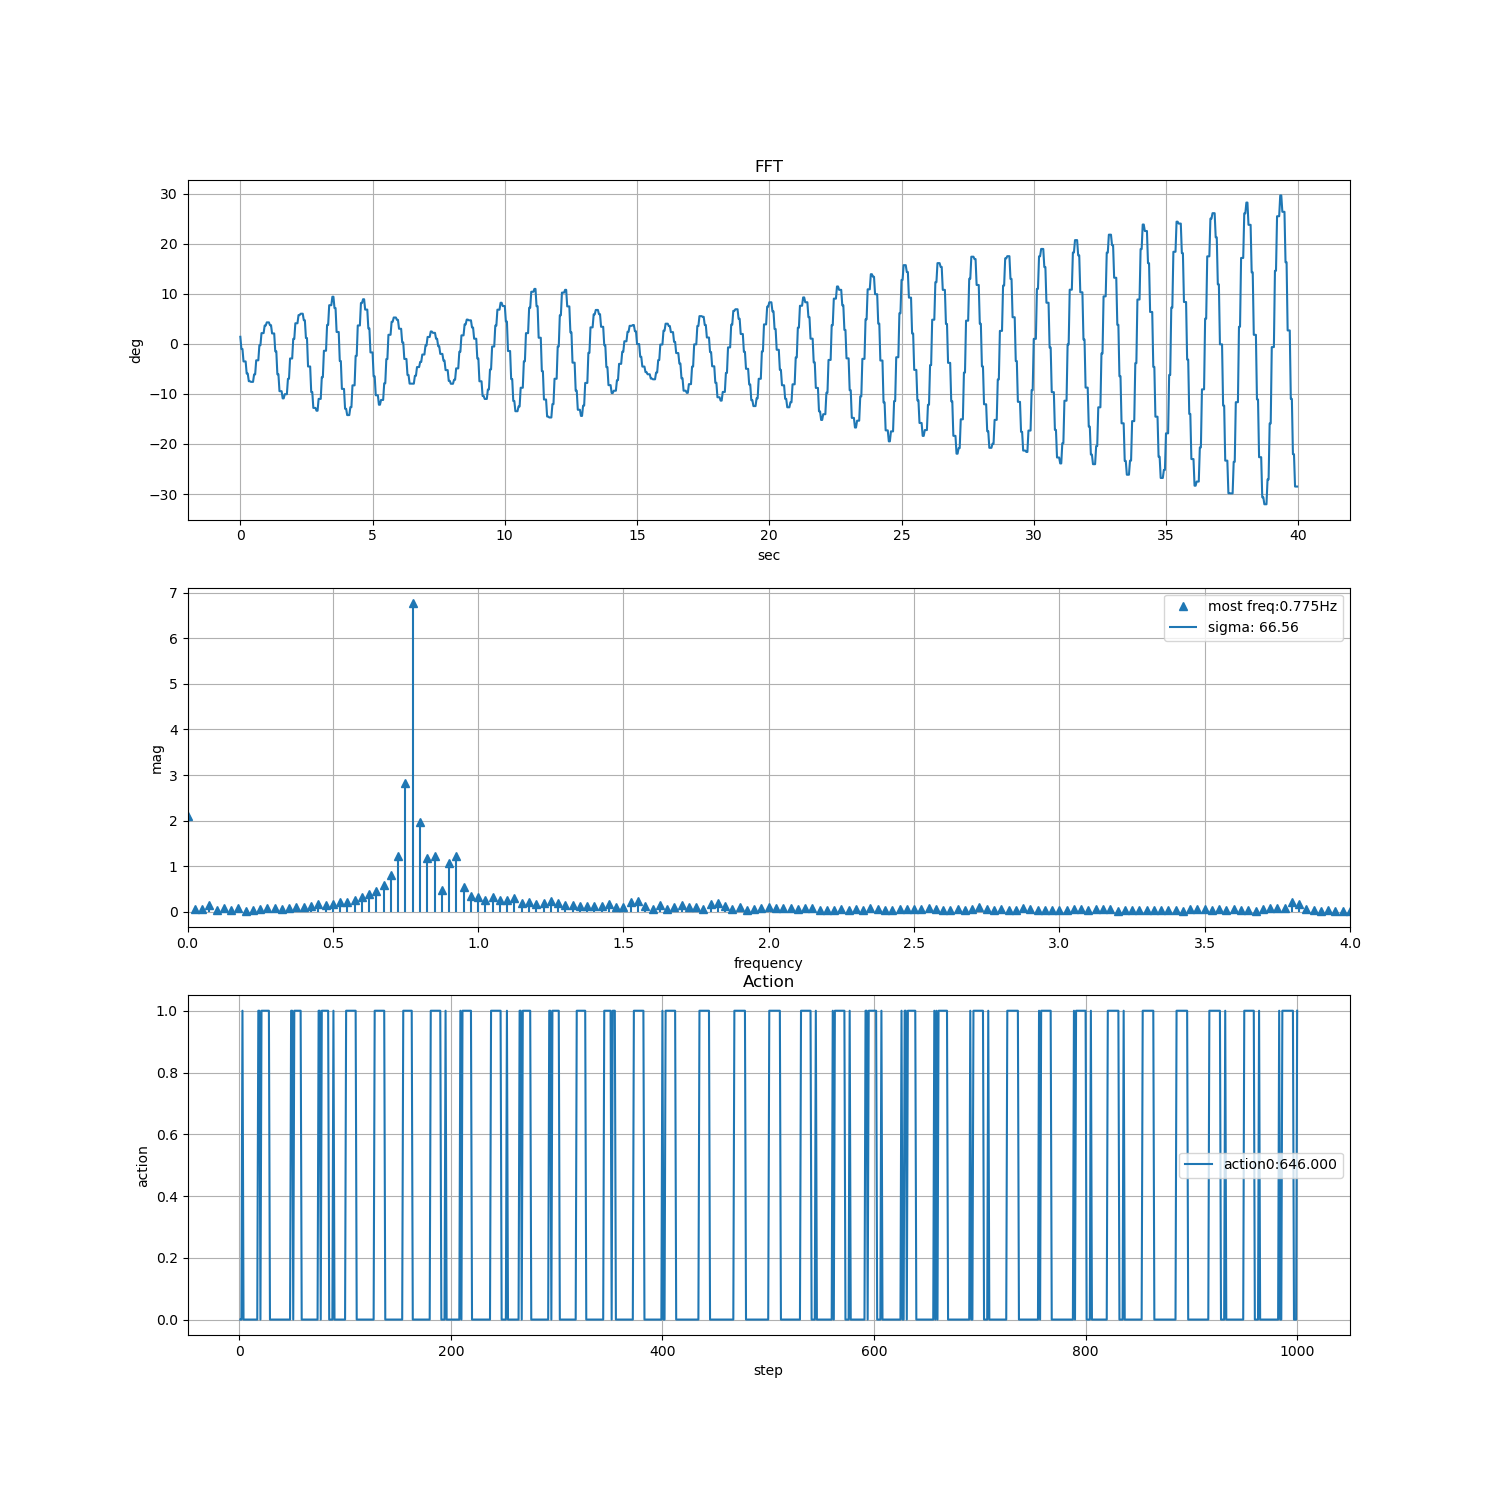 FFT
30
20
10
0
−10
−20
−30
deg
0 5 10 15 20 25 30 35 40
sec
7
6
5
4
3
2
1
0
mag
most freq:0.775Hz
sigma: 66.56
0.0 0.5 1.0 1.5 2.0 2.5 3.0 3.5 4.0
frequency
Action
1.0
0.8
0.6
0.4
0.2
0.0
action
action0:646.000
0 200 400 600 800 1000
step